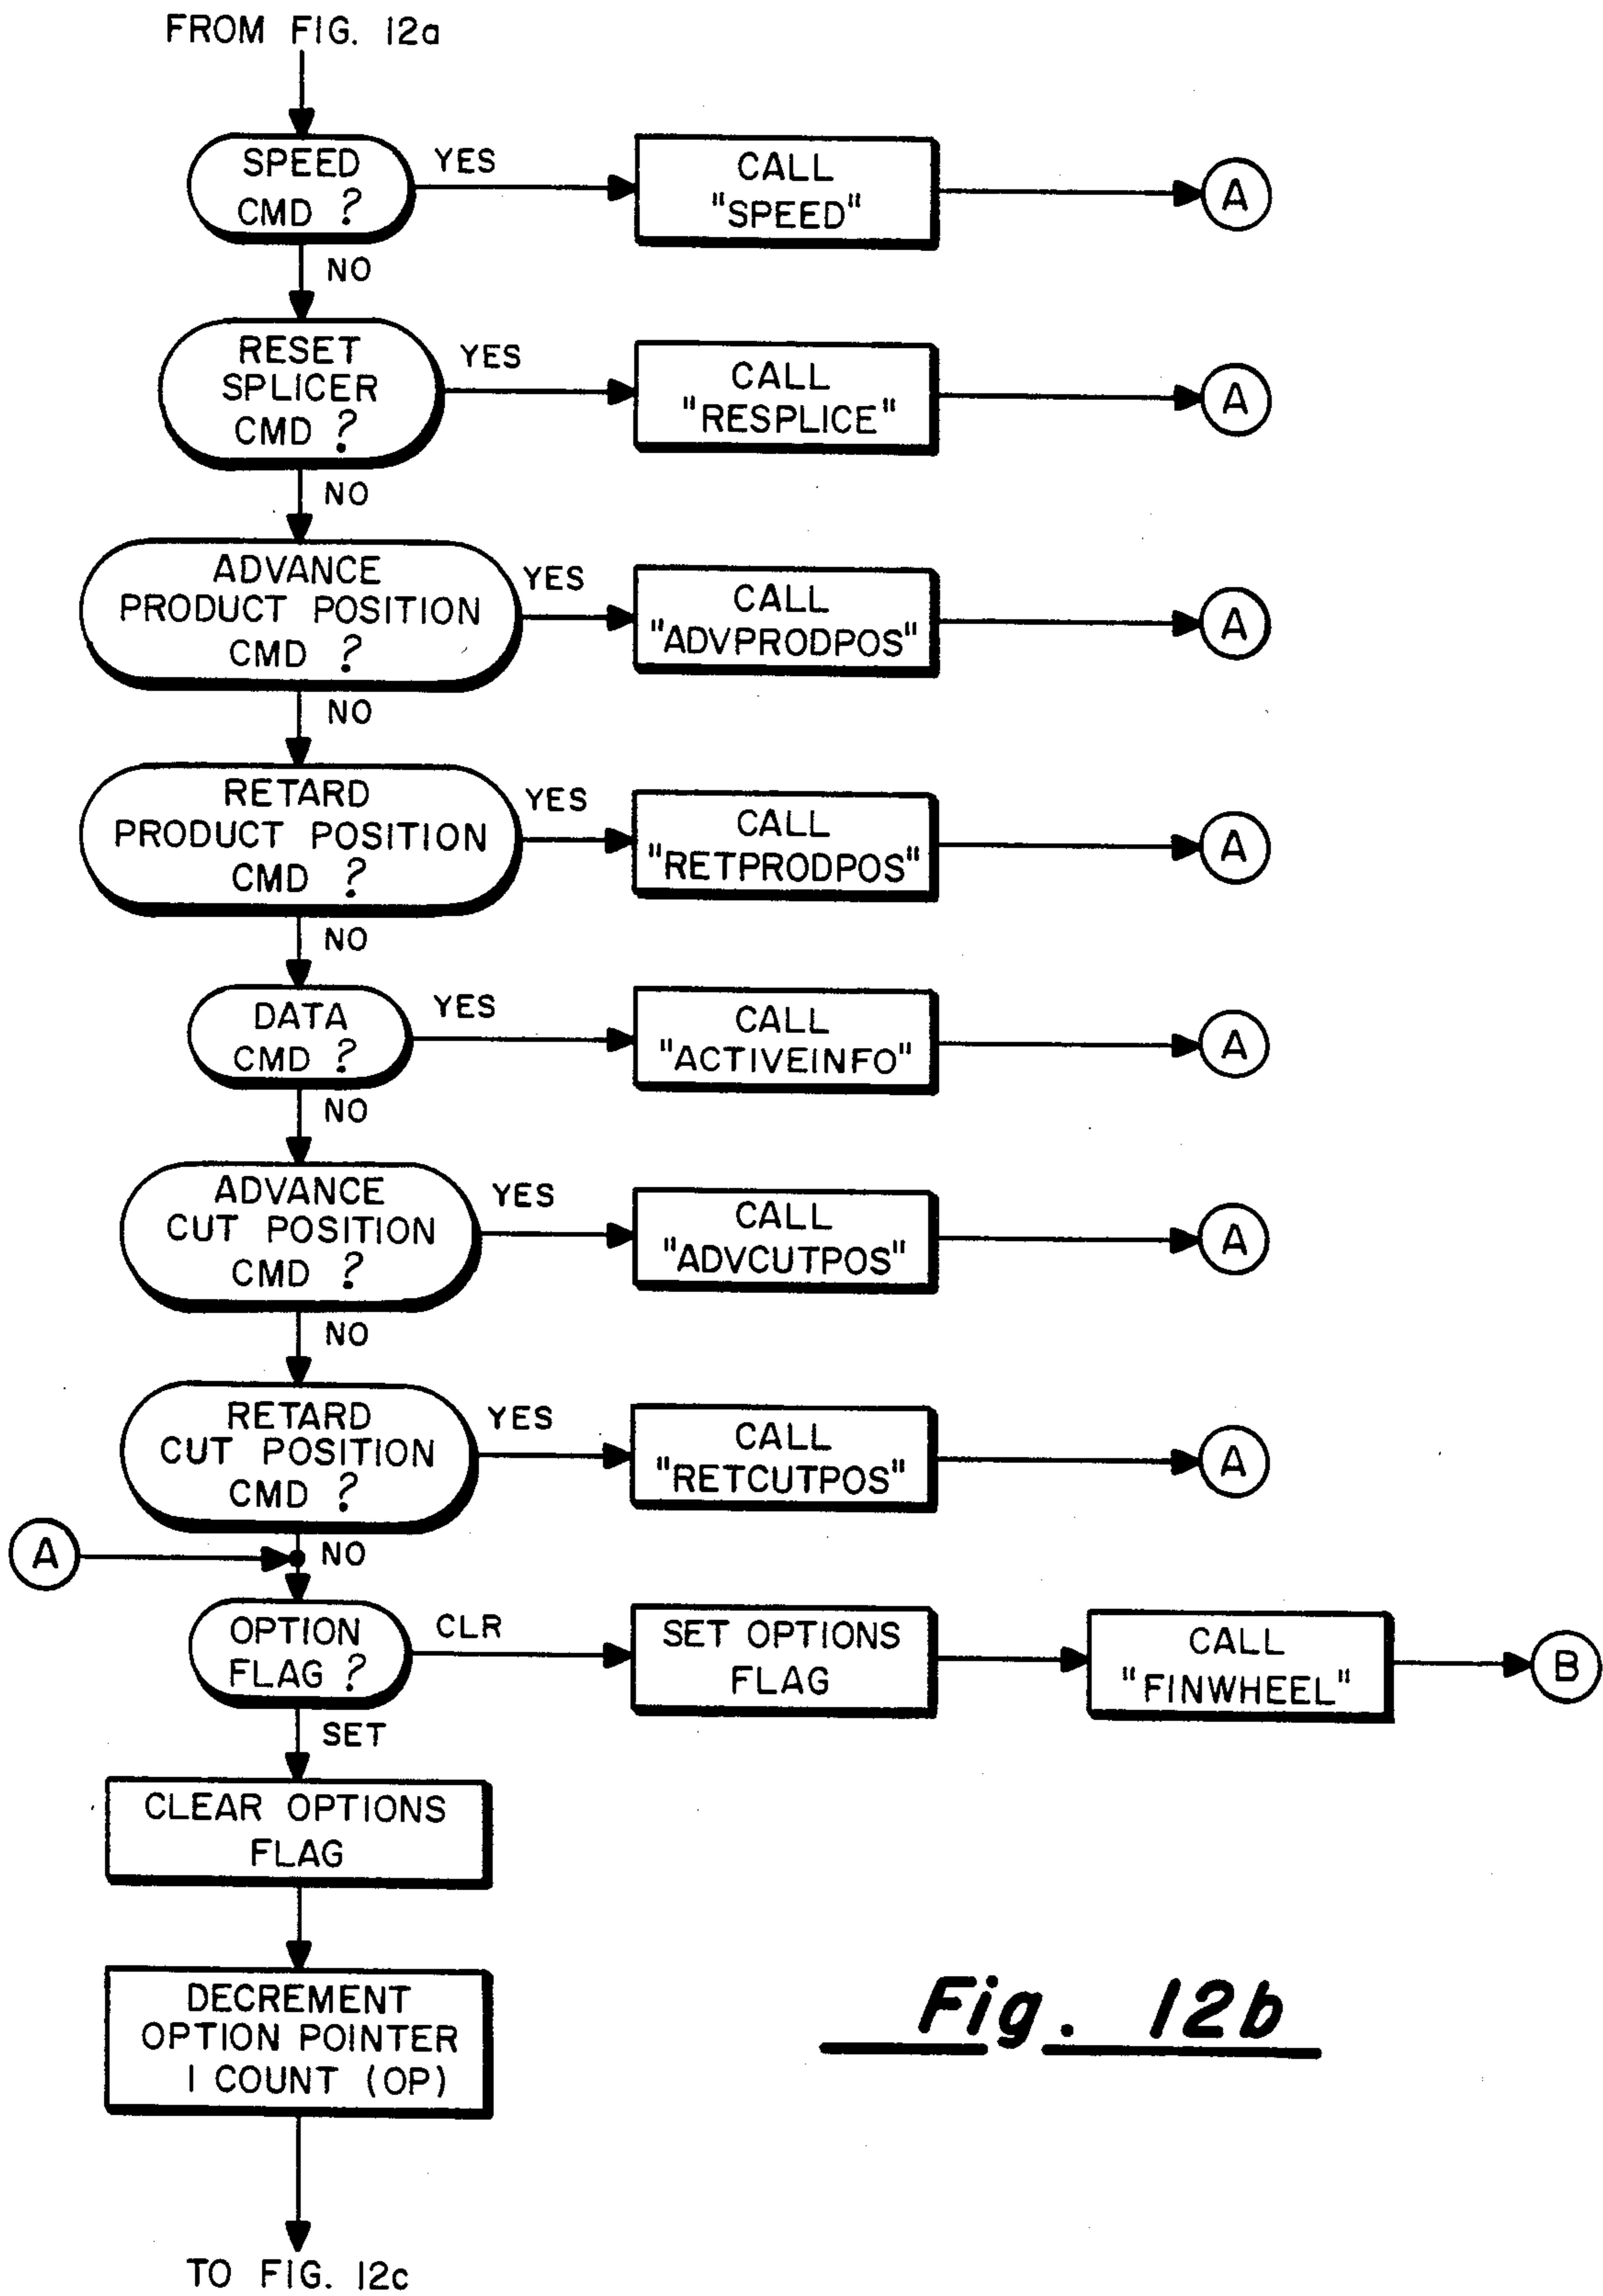 FROM FIG. 12a
SPEED
CMD ?
YES
CALL
"SPEED"
A
NO
RESET
SPLICER
CMD ?
YES
CALL
"RESPLICE"
A
NO
ADVANCE
PRODUCT POSITION
CMD ?
YES
CALL
"ADVPRODPOS"
A
NO
RETARD
PRODUCT POSITION
CMD ?
YES
CALL
"RETPRODPOS"
A
NO
DATA
CMD ?
YES
CALL
"ACTIVEINFO"
A
NO
ADVANCE
CUT POSITION
CMD ?
YES
CALL
"ADVCUTPOS"
A
NO
RETARD
CUT POSITION
CMD ?
YES
CALL
"RETCUTPOS"
A
A
NO
OPTION
FLAG ?
CLR
SET OPTIONS
FLAG
CALL
"FINWHEEL"
B
SET
CLEAR OPTIONS
FLAG
DECREMENT
OPTION POINTER
1 COUNT (OP)
Fig. 12b
TO FIG. 12c